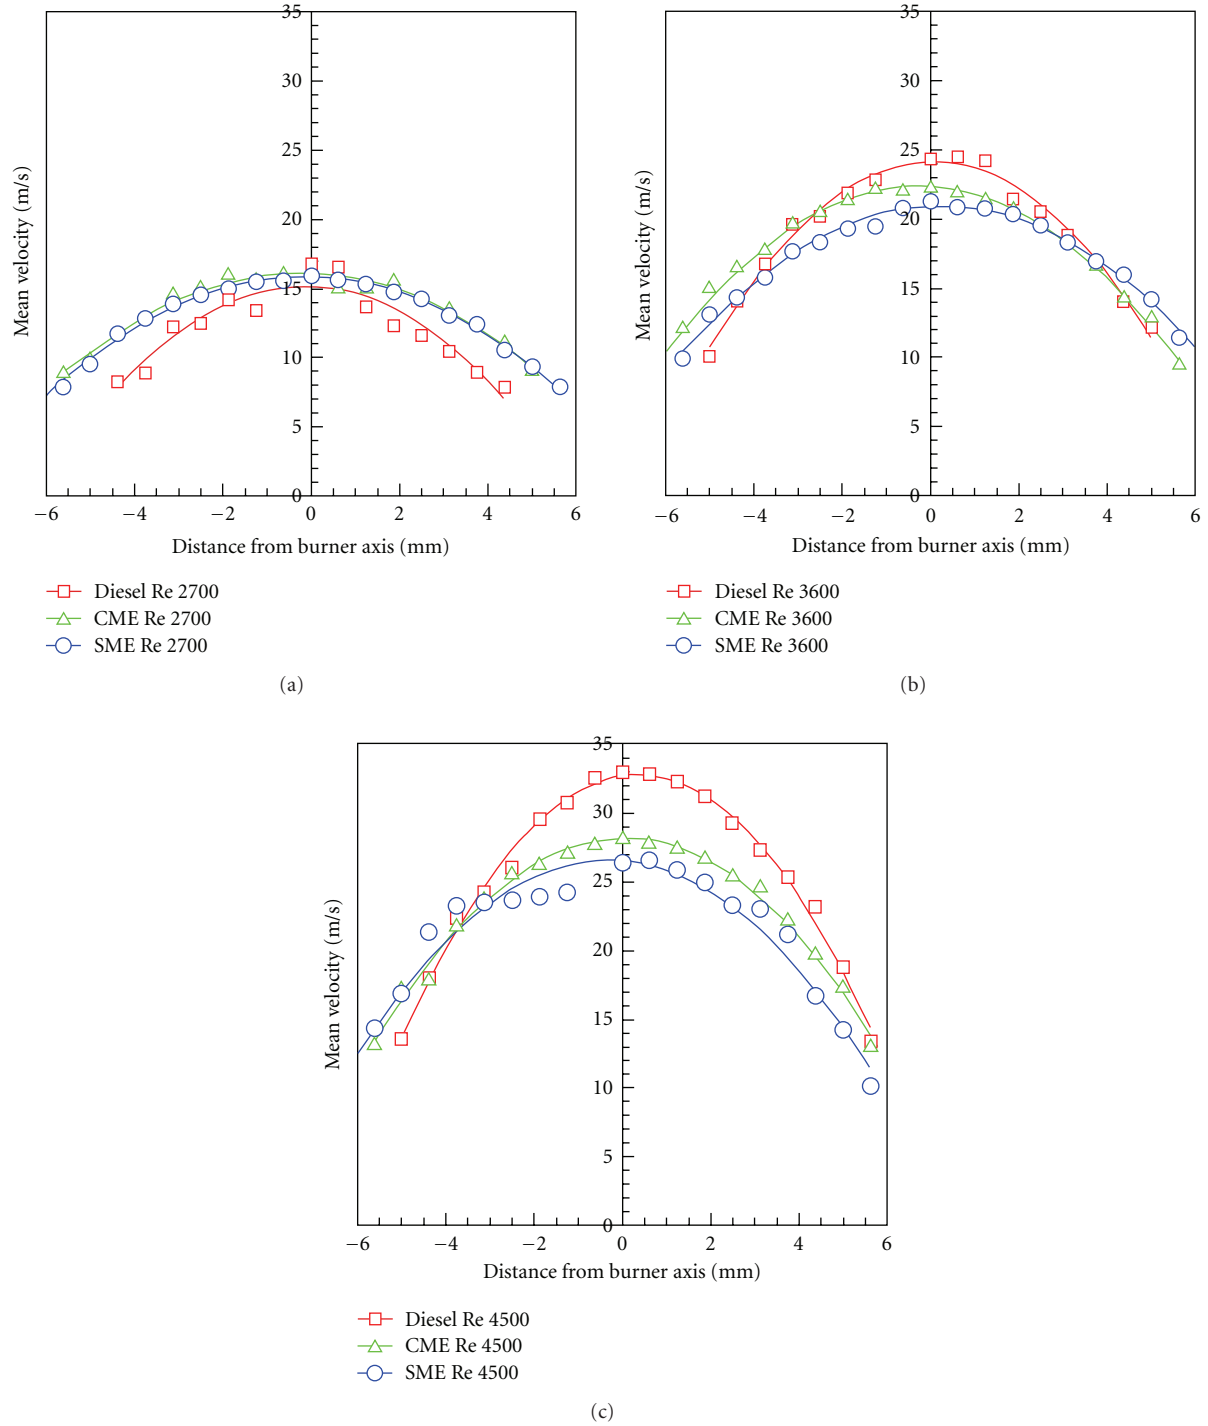 35
30
25
20
15
10
5
0
Mean velocity (m/s)
−6 −4 −2 0 2 4 6
Distance from burner axis (mm)
Diesel Re 2700
CME Re 2700
SME Re 2700
(a)
35
30
25
20
15
10
5
0
Mean velocity (m/s)
−6 −4 −2 0 2 4 6
Distance from burner axis (mm)
Diesel Re 3600
CME Re 3600
SME Re 3600
(b)
35
30
25
20
15
10
5
0
Mean velocity (m/s)
−6 −4 −2 0 2 4 6
Distance from burner axis (mm)
Diesel Re 4500
CME Re 4500
SME Re 4500
(c)